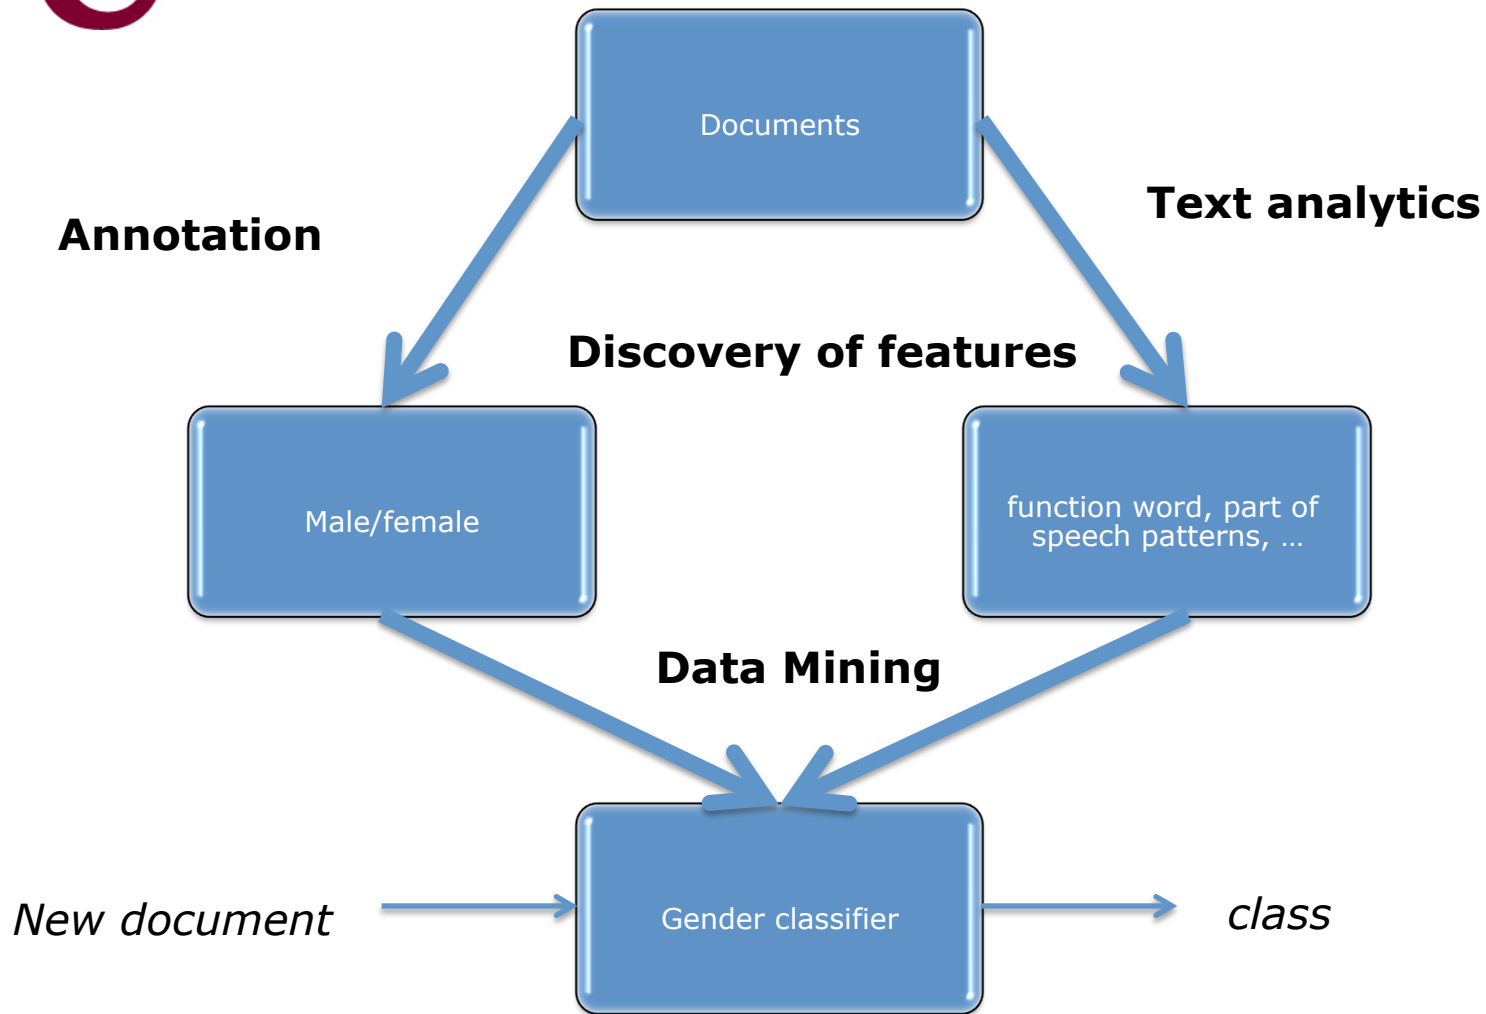 Documents
Text analytics
Annotation
Discovery of features
Male/female
function word, part of
speech patterns, ...
Data Mining
New document
Gender classifier
class